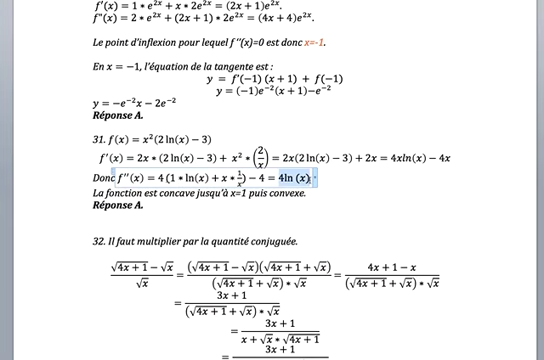 f'(x) = 1 * e^{2x} + x * 2e^{2x} = (2x + 1)e^{2x}.
f"(x) = 2 * e^{2x} + (2x + 1) * 2e^{2x} = (4x + 4)e^{2x}.
Le point d'inflexion pour lequel f "(x)=0 est donc x=-1.
En x = −1, l'équation de la tangente est :
y = f'(−1) (x + 1) + f(−1)
y = (−1)e^{−2}(x + 1)−e^{−2}
y = −e^{−2}x − 2e^{−2}
Réponse A.
31. f(x) = x²(2 ln(x) − 3)
f'(x) = 2x * (2 ln(x) − 3) + x² * (2/x) = 2x(2 ln(x) − 3) + 2x = 4xln(x) − 4x
Donc f''(x) = 4 (1 * ln(x) + x * 1/x) − 4 = 4ln (x)
La fonction est concave jusqu'à x=1 puis convexe.
Réponse A.
32. Il faut multiplier par la quantité conjuguée.
(√(4x + 1) − √x)/√x = (√(4x + 1) − √x)(√(4x + 1) + √x)/((√(4x + 1) + √x) * √x) = (4x + 1 − x)/((√(4x + 1) + √x) * √x)
= (3x + 1)/((√(4x + 1) + √x) * √x)
= (3x + 1)/(x + √x * √(4x + 1))
= 3x + 1